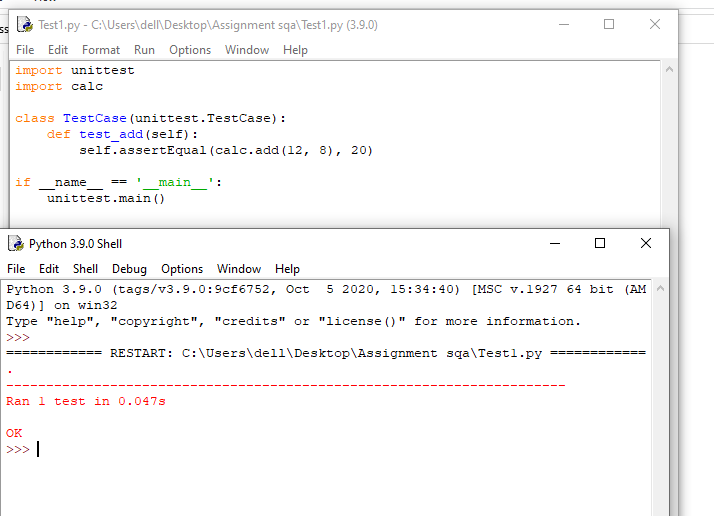 Test1.py - C:\Users\dell\Desktop\Assignment sqa\Test1.py (3.9.0)
File Edit Format Run Options Window Help
import unittest
import calc
class TestCase(unittest.TestCase):
    def test_add(self):
        self.assertEqual(calc.add(12, 8), 20)
if __name__ == '__main__':
    unittest.main()
Python 3.9.0 Shell
File Edit Shell Debug Options Window Help
Python 3.9.0 (tags/v3.9.0:9cf6752, Oct  5 2020, 15:34:40) [MSC v.1927 64 bit (AM
D64)] on win32
Type "help", "copyright", "credits" or "license()" for more information.
>>>
============ RESTART: C:\Users\dell\Desktop\Assignment sqa\Test1.py ============
.
----------------------------------------------------------------------
Ran 1 test in 0.047s
OK
>>>